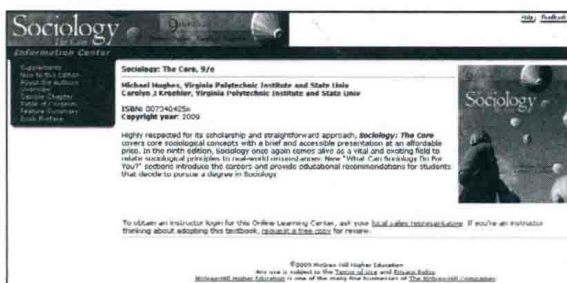 Sociology
The Core
9
Help Feedback
Information Center
Supplements
New to this Edition
About the Authors
Overview
Sample Chapter
Table of Contents
Feature Summary
Book Preface
Sociology: The Core, 9/e
Michael Hughes, Virginia Polytechnic Institute and State Univ
Carolyn J Kroehler, Virginia Polytechnic Institute and State Univ
ISBN: 007340425x
Copyright year: 2009
Highly respected for its scholarship and straightforward approach, Sociology: The Core
covers core sociological concepts with a brief and accessible presentation at an affordable
price. In the ninth edition, Sociology once again comes alive as a vital and exciting field to
relate sociological principles to real-world circumstances. New "What Can Sociology Do For
You?" sections introduce the careers and provide educational recommendations for students
that decide to pursue a degree in Sociology
Sociology
To obtain an instructor login for this Online Learning Center, ask your local sales representative. If you're an instructor
thinking about adopting this textbook, request a free copy for review.
©2009 McGraw-Hill Higher Education
Any use is subject to the Terms of Use and Privacy Policy.
McGraw-Hill Higher Education is one of the many fine businesses of The McGraw-Hill Companies.